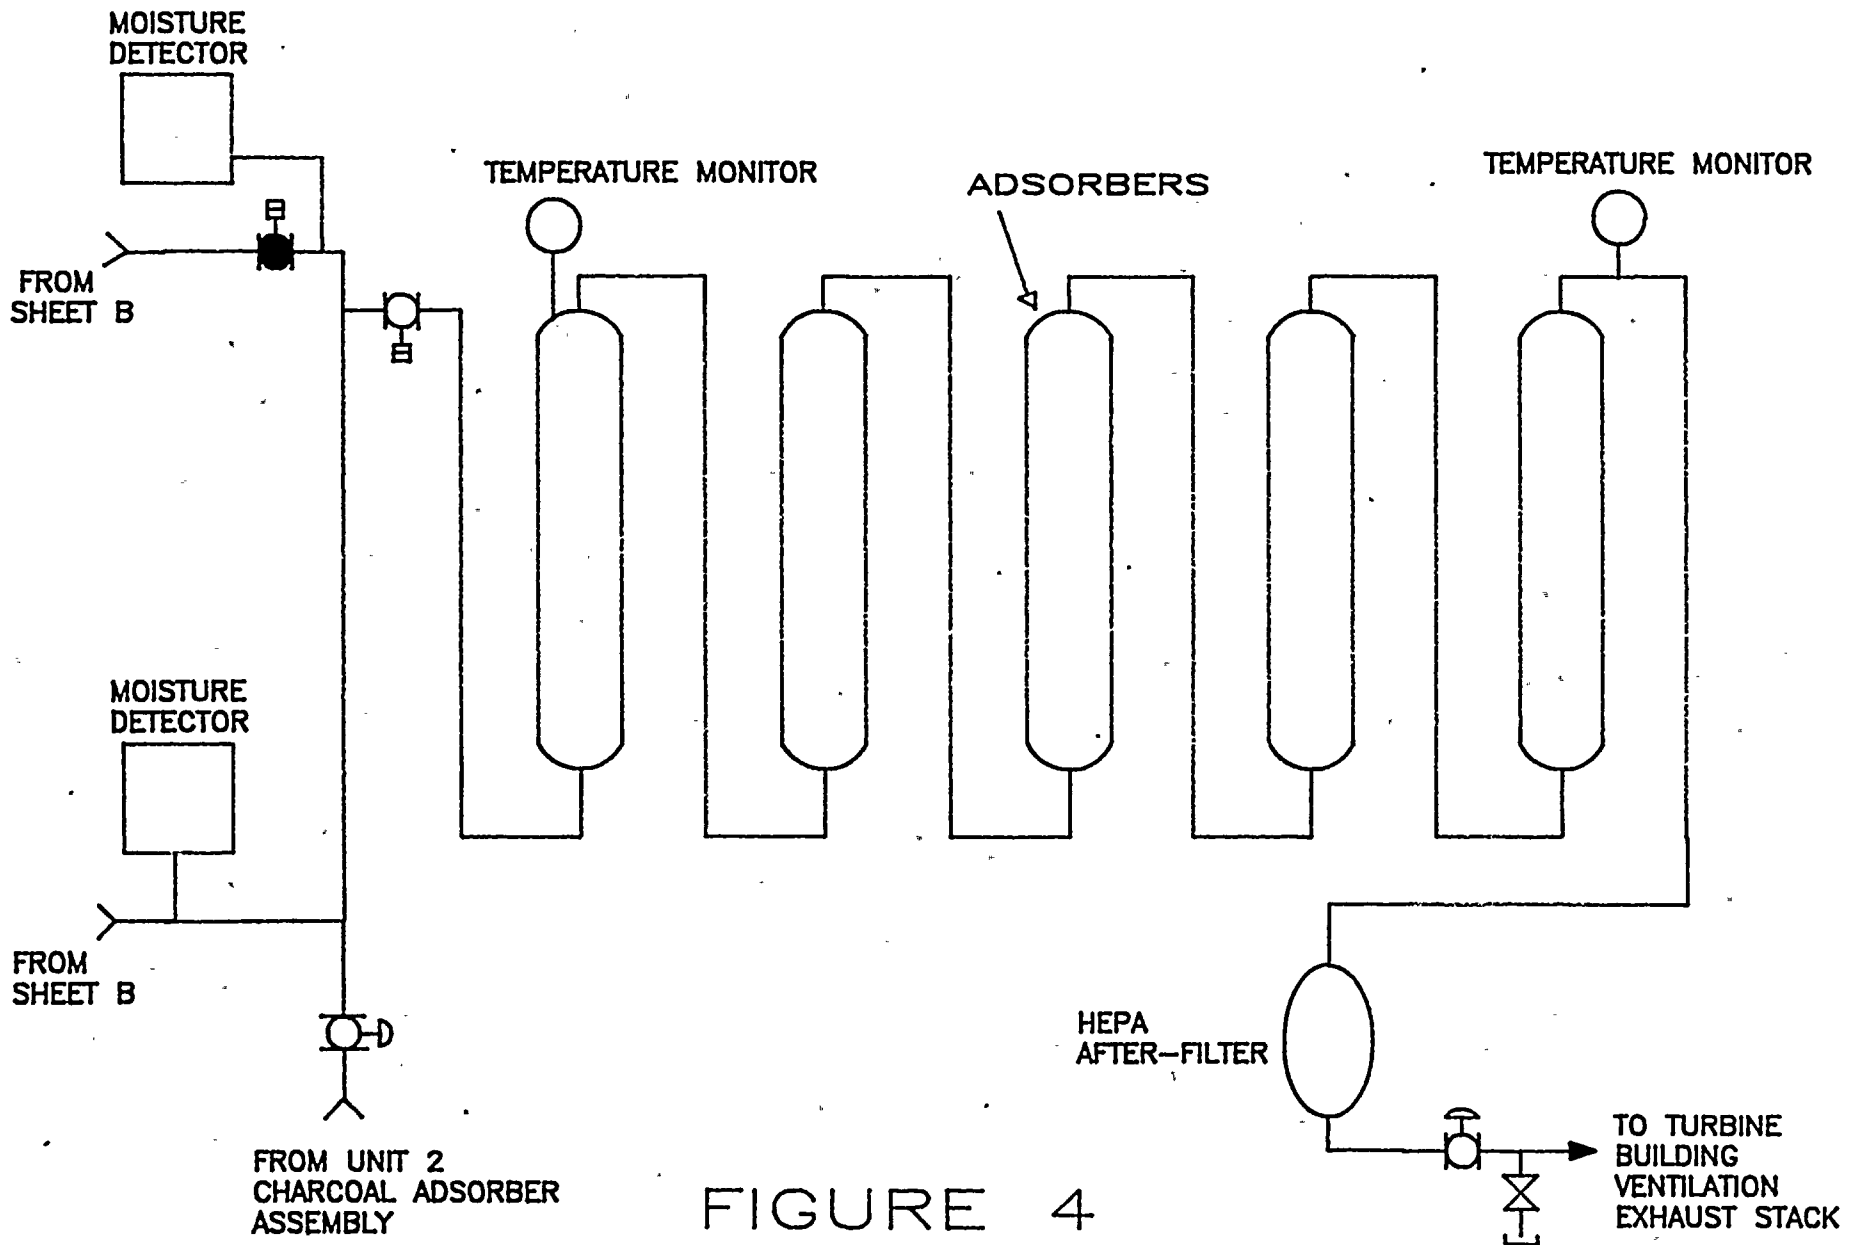 MOISTURE
DETECTOR
TEMPERATURE MONITOR
ADSORBERS
TEMPERATURE MONITOR
FROM
SHEET B
MOISTURE
DETECTOR
FROM
SHEET B
HEPA
AFTER-FILTER
FROM UNIT 2
CHARCOAL ADSORBER
ASSEMBLY
TO TURBINE
BUILDING
VENTILATION
EXHAUST STACK
FIGURE 4